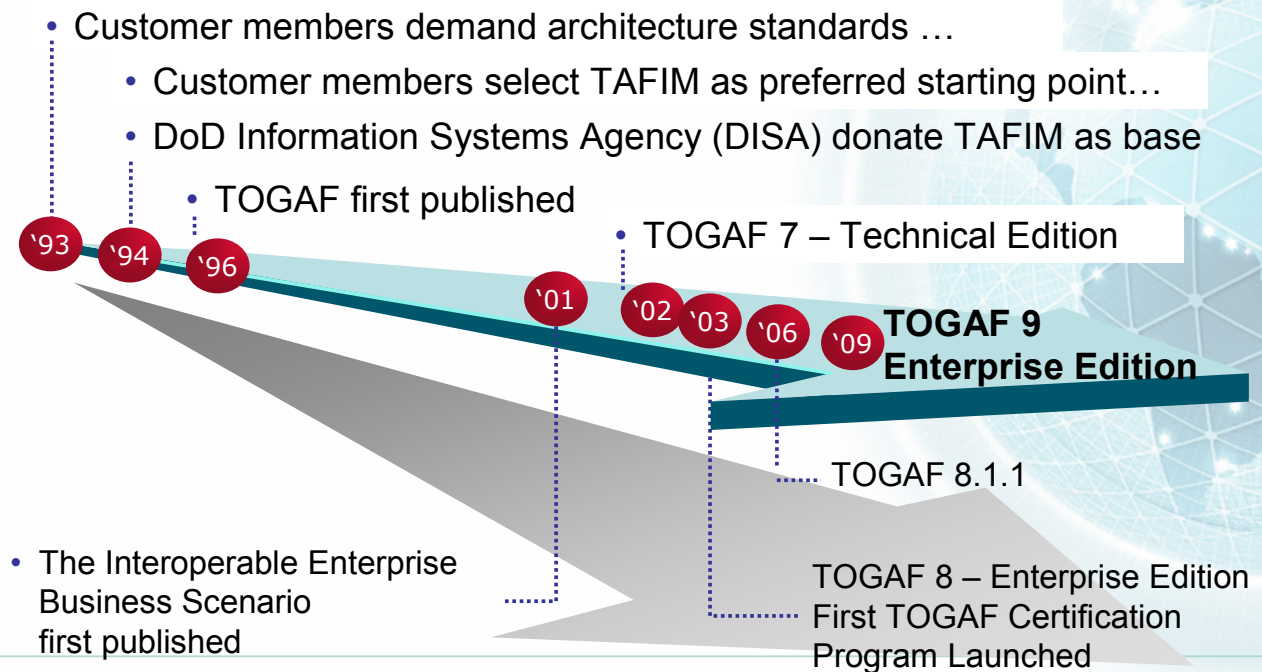 • Customer members demand architecture standards …
• Customer members select TAFIM as preferred starting point…
• DoD Information Systems Agency (DISA) donate TAFIM as base
• TOGAF first published
• TOGAF 7 – Technical Edition
‘93
‘94
‘96
‘01
‘02
‘03
‘06
‘09
TOGAF 9
Enterprise Edition
TOGAF 8.1.1
• The Interoperable Enterprise
Business Scenario
first published
TOGAF 8 – Enterprise Edition
First TOGAF Certification
Program Launched